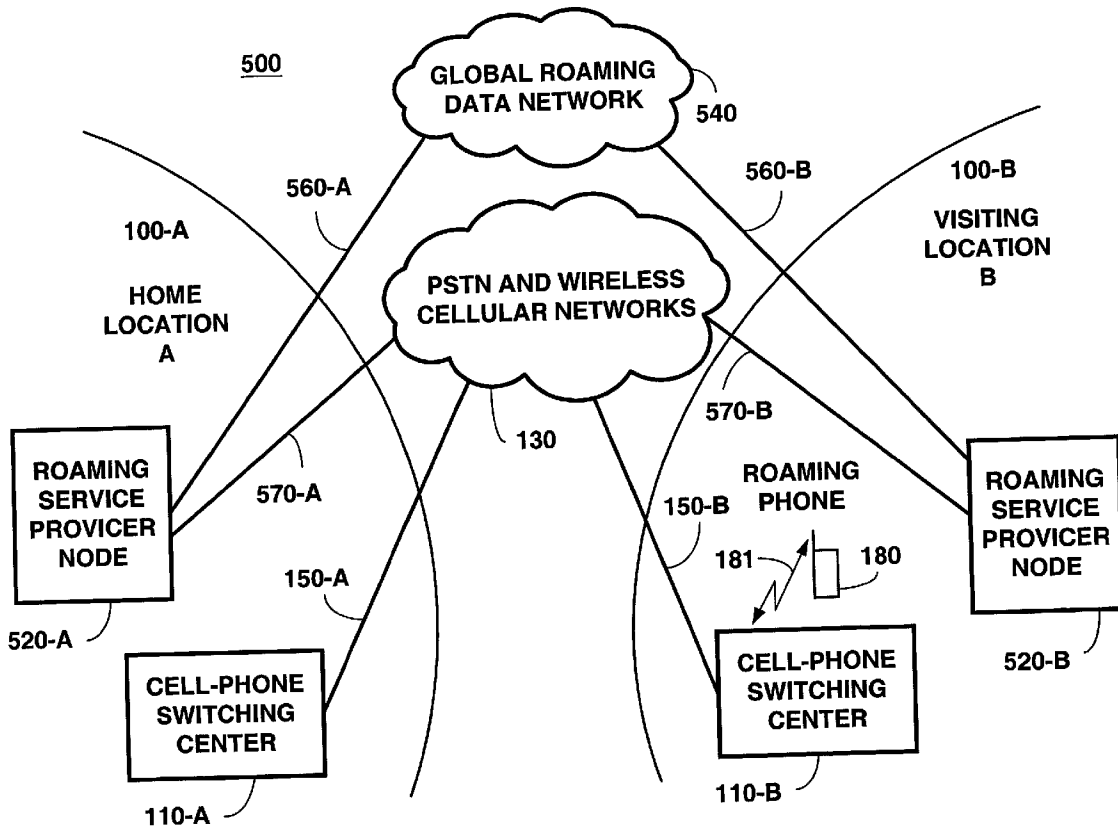 500
GLOBAL ROAMING
DATA NETWORK
540
560-A
560-B
100-A
100-B
HOME
LOCATION
A
VISITING
LOCATION
B
PSTN AND WIRELESS
CELLULAR NETWORKS
130
570-A
570-B
ROAMING
SERVICE
PROVICER
NODE
520-A
150-A
150-B
ROAMING
PHONE
181
180
ROAMING
SERVICE
PROVICER
NODE
520-B
CELL-PHONE
SWITCHING
CENTER
110-A
CELL-PHONE
SWITCHING
CENTER
110-B